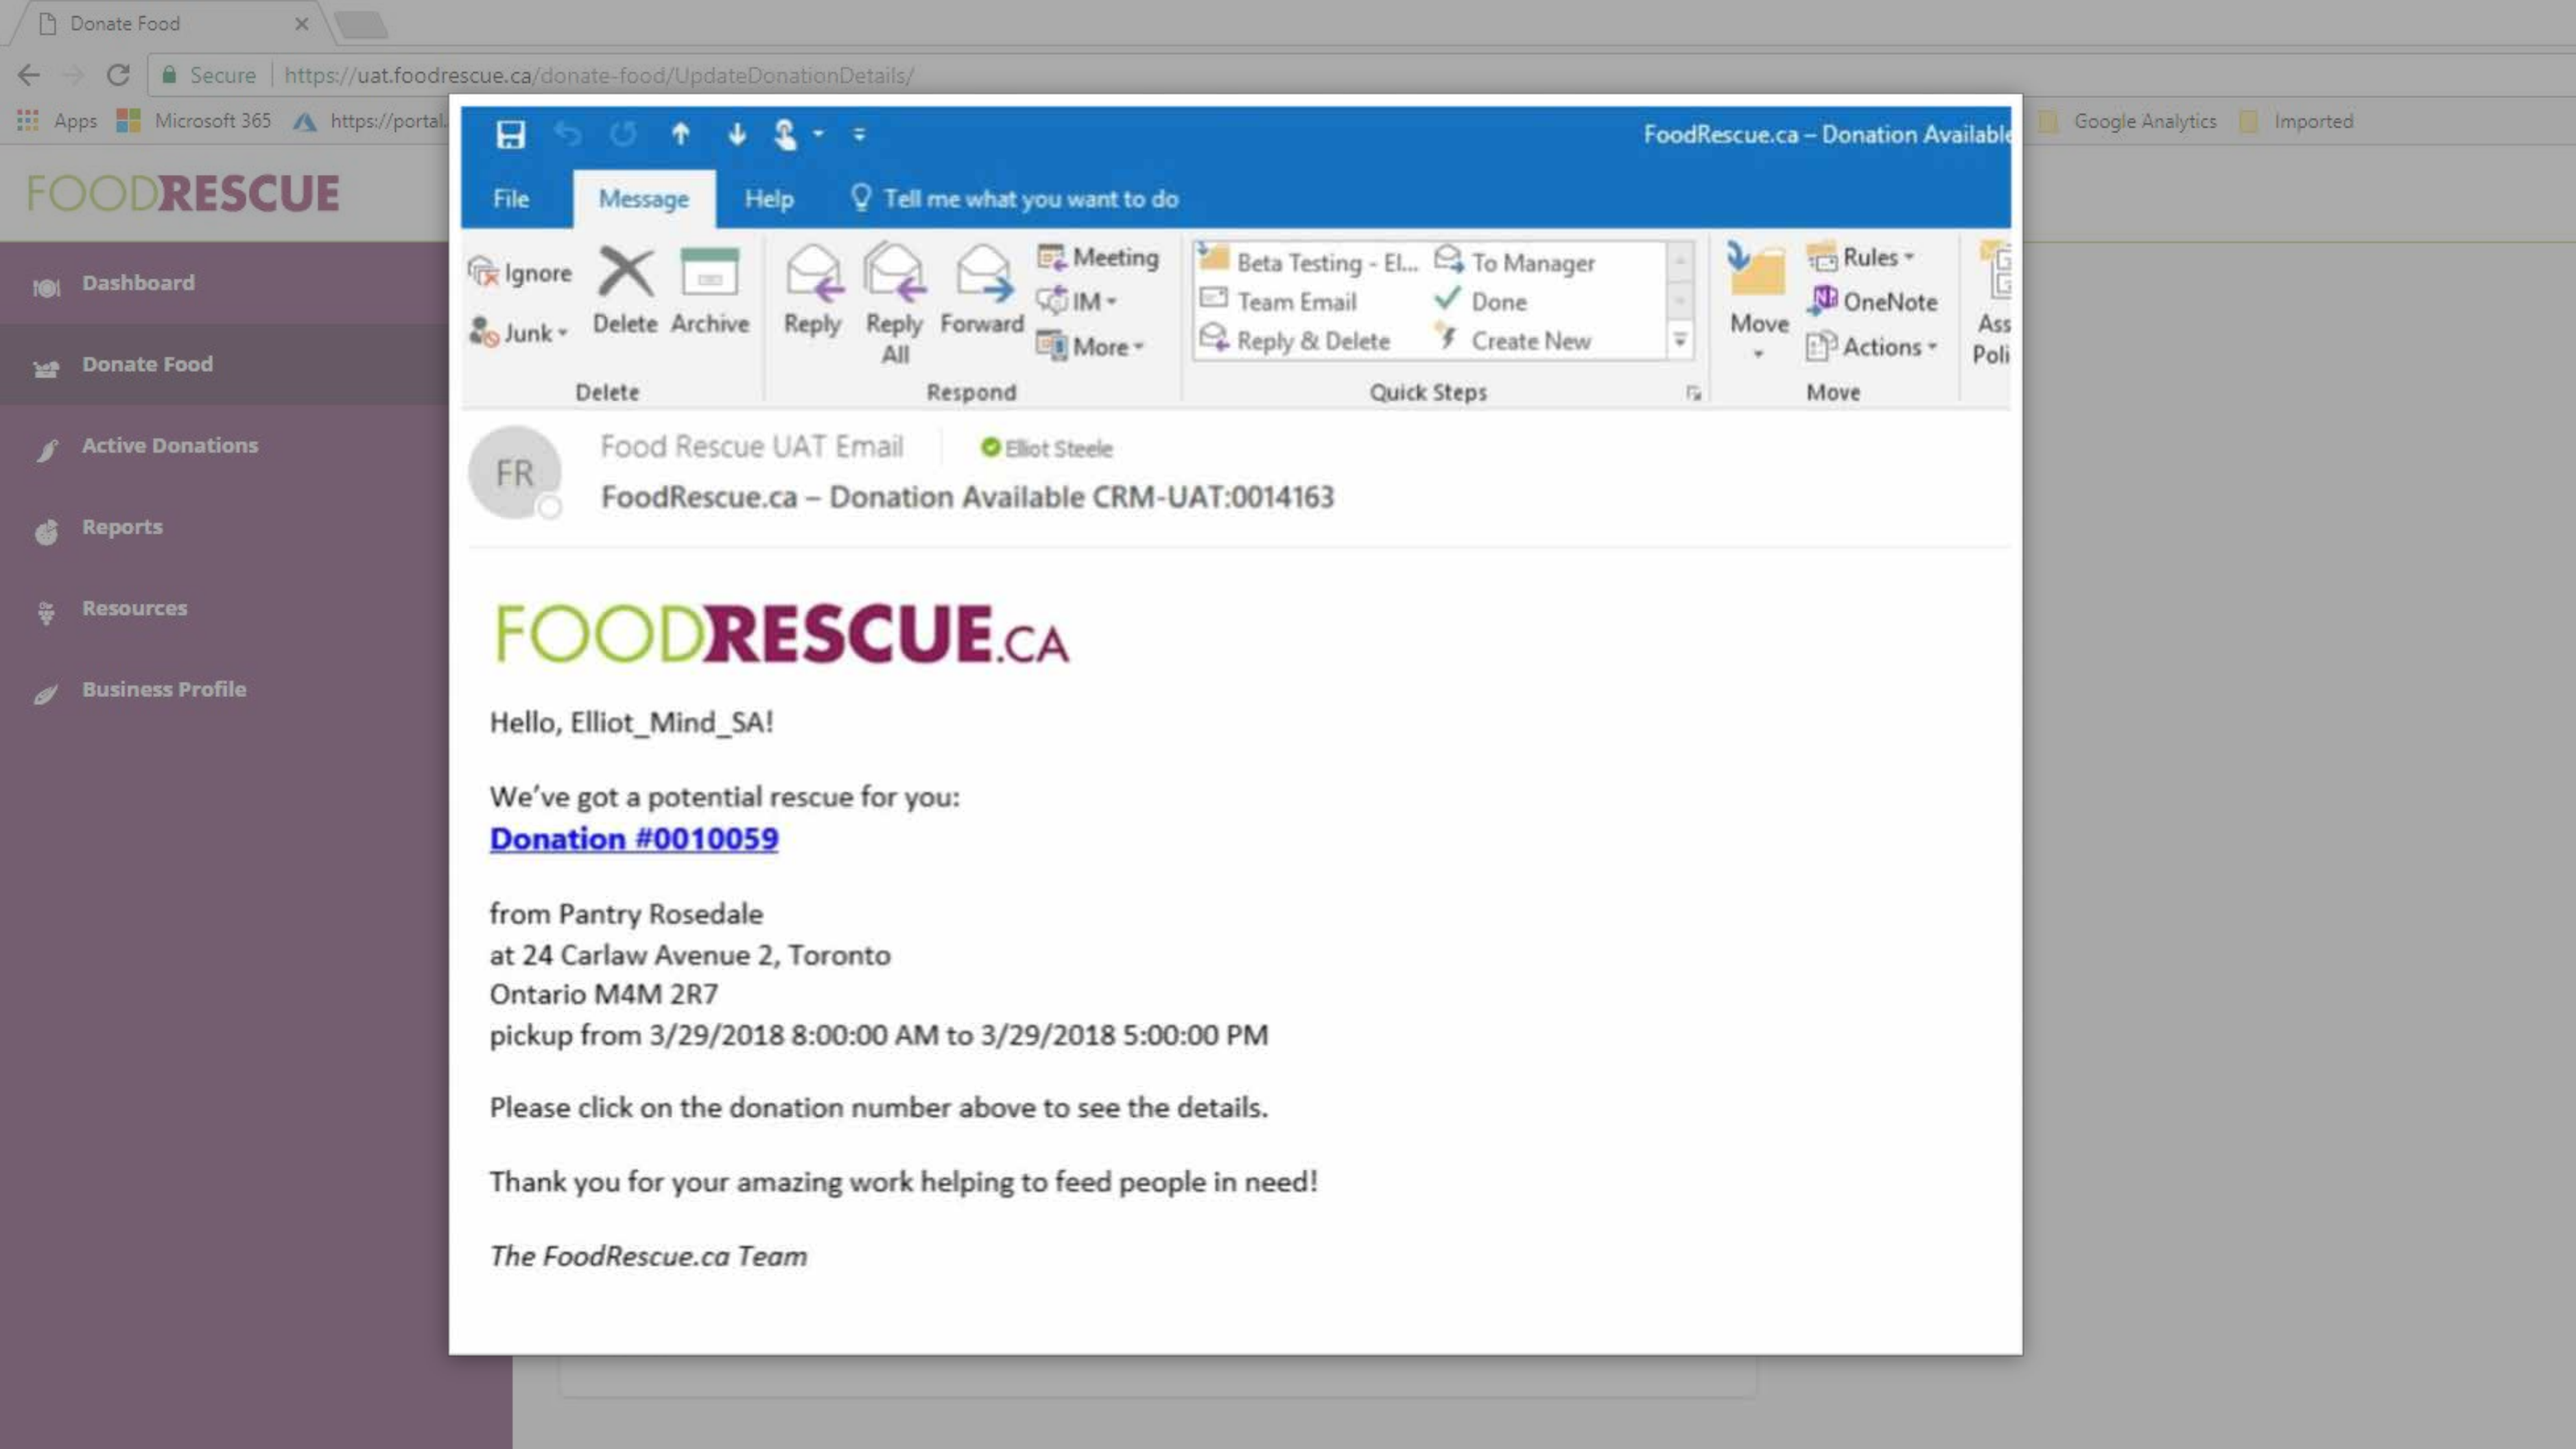 Donate Food
Secure https://uat.foodrescue.ca/donate-food/UpdateDonationDetails/
Apps Microsoft 365 https://portal. Google Analytics Imported
FOODRESCUE
Dashboard
Donate Food
Active Donations
Reports
Resources
Business Profile
FoodRescue.ca – Donation Available
File Message Help Tell me what you want to do
Ignore
Junk
Delete Archive
Delete
Reply Reply All Forward
Meeting
IM
More
Respond
Beta Testing - El... To Manager
Team Email Done
Reply & Delete Create New
Quick Steps
Move
Rules
OneNote
Actions
Move
Ass
Poli
FR
Food Rescue UAT Email Elliot Steele
FoodRescue.ca – Donation Available CRM-UAT:0014163
FOODRESCUE.CA
Hello, Elliot_Mind_SA!
We've got a potential rescue for you:
Donation #0010059
from Pantry Rosedale
at 24 Carlaw Avenue 2, Toronto
Ontario M4M 2R7
pickup from 3/29/2018 8:00:00 AM to 3/29/2018 5:00:00 PM
Please click on the donation number above to see the details.
Thank you for your amazing work helping to feed people in need!
The FoodRescue.ca Team